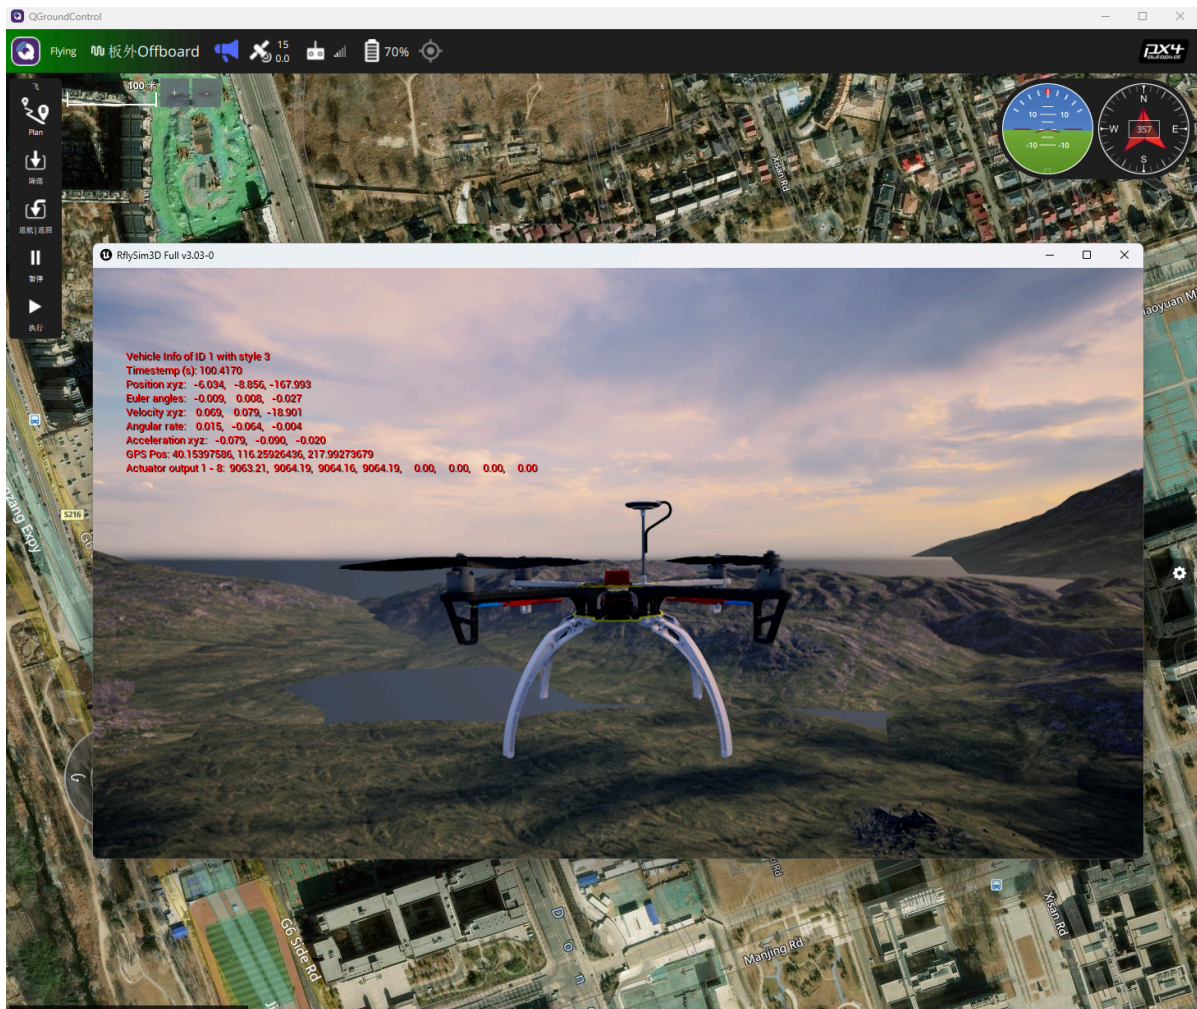 QGroundControl
Flying
板外Offboard
15
0.0
70%
PX4
AUTOPILOT
飞
100 米
Plan
降落
返航|返回
暂停
执行
10
10
-10
-10
N
W
357
E
S
Xisan Rd
RflySim3D Full v3.03-0
Vehicle Info of ID 1 with style 3
Timestemp (s): 100.4170
Position xyz: -6.034, -8.856, -167.993
Euler angles: -0.009, 0.008, -0.027
Velocity xyz: 0.069, 0.079, -18.901
Angular rate: 0.015, -0.064, -0.004
Acceleration xyz: -0.079, -0.090, -0.020
GPS Pos: 40.15397586, 116.25926436, 217.99273679
Actuator output 1 - 8: 9063.21, 9064.19, 9064.16, 9064.19, 0.00, 0.00, 0.00, 0.00
S216
Expy
G6 Side Rd
Manjing Rd
Xisan Rd